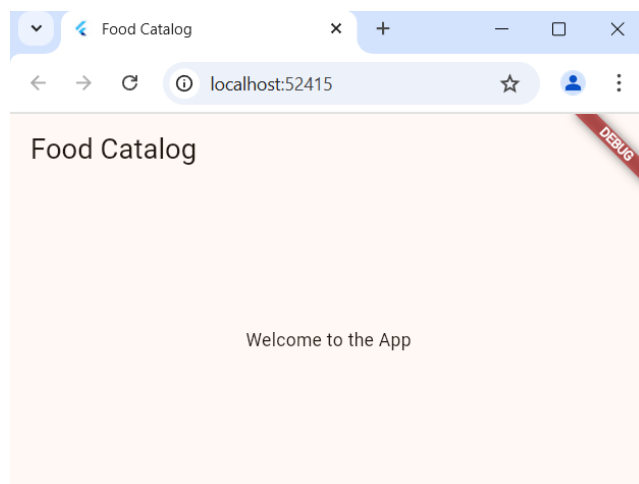 Food Catalog
localhost:52415
Food Catalog
DEBUG
Welcome to the App